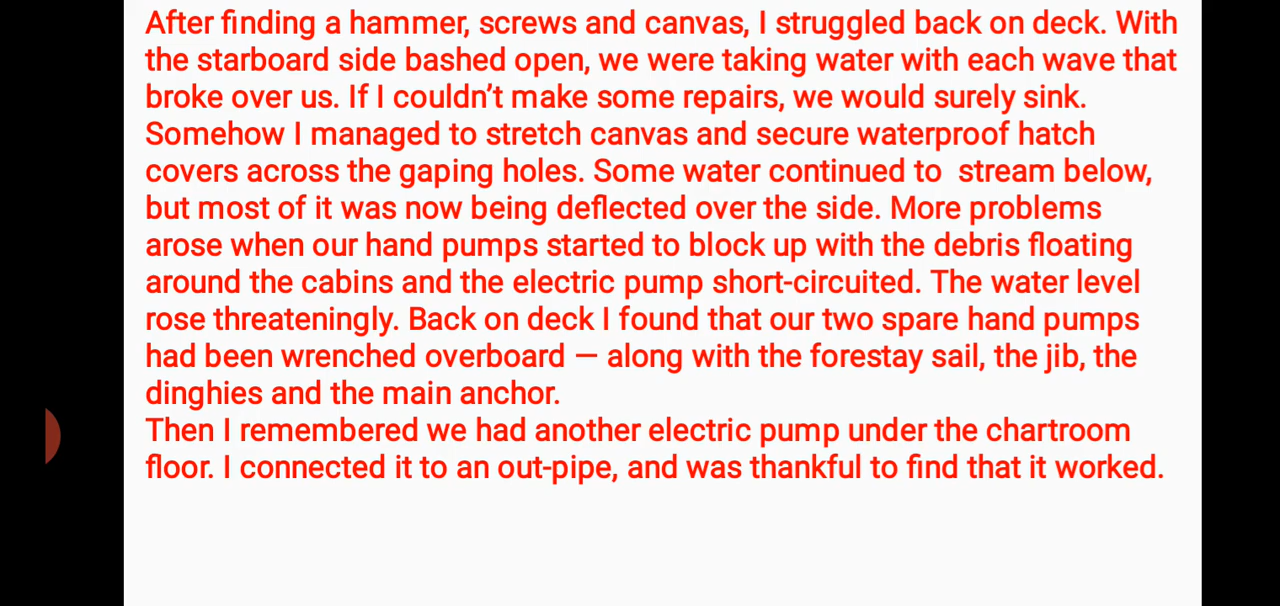 After finding a hammer, screws and canvas, I struggled back on deck. With
the starboard side bashed open, we were taking water with each wave that
broke over us. If I couldn’t make some repairs, we would surely sink.
Somehow I managed to stretch canvas and secure waterproof hatch
covers across the gaping holes. Some water continued to  stream below,
but most of it was now being deflected over the side. More problems
arose when our hand pumps started to block up with the debris floating
around the cabins and the electric pump short-circuited. The water level
rose threateningly. Back on deck I found that our two spare hand pumps
had been wrenched overboard — along with the forestay sail, the jib, the
dinghies and the main anchor.
Then I remembered we had another electric pump under the chartroom
floor. I connected it to an out-pipe, and was thankful to find that it worked.